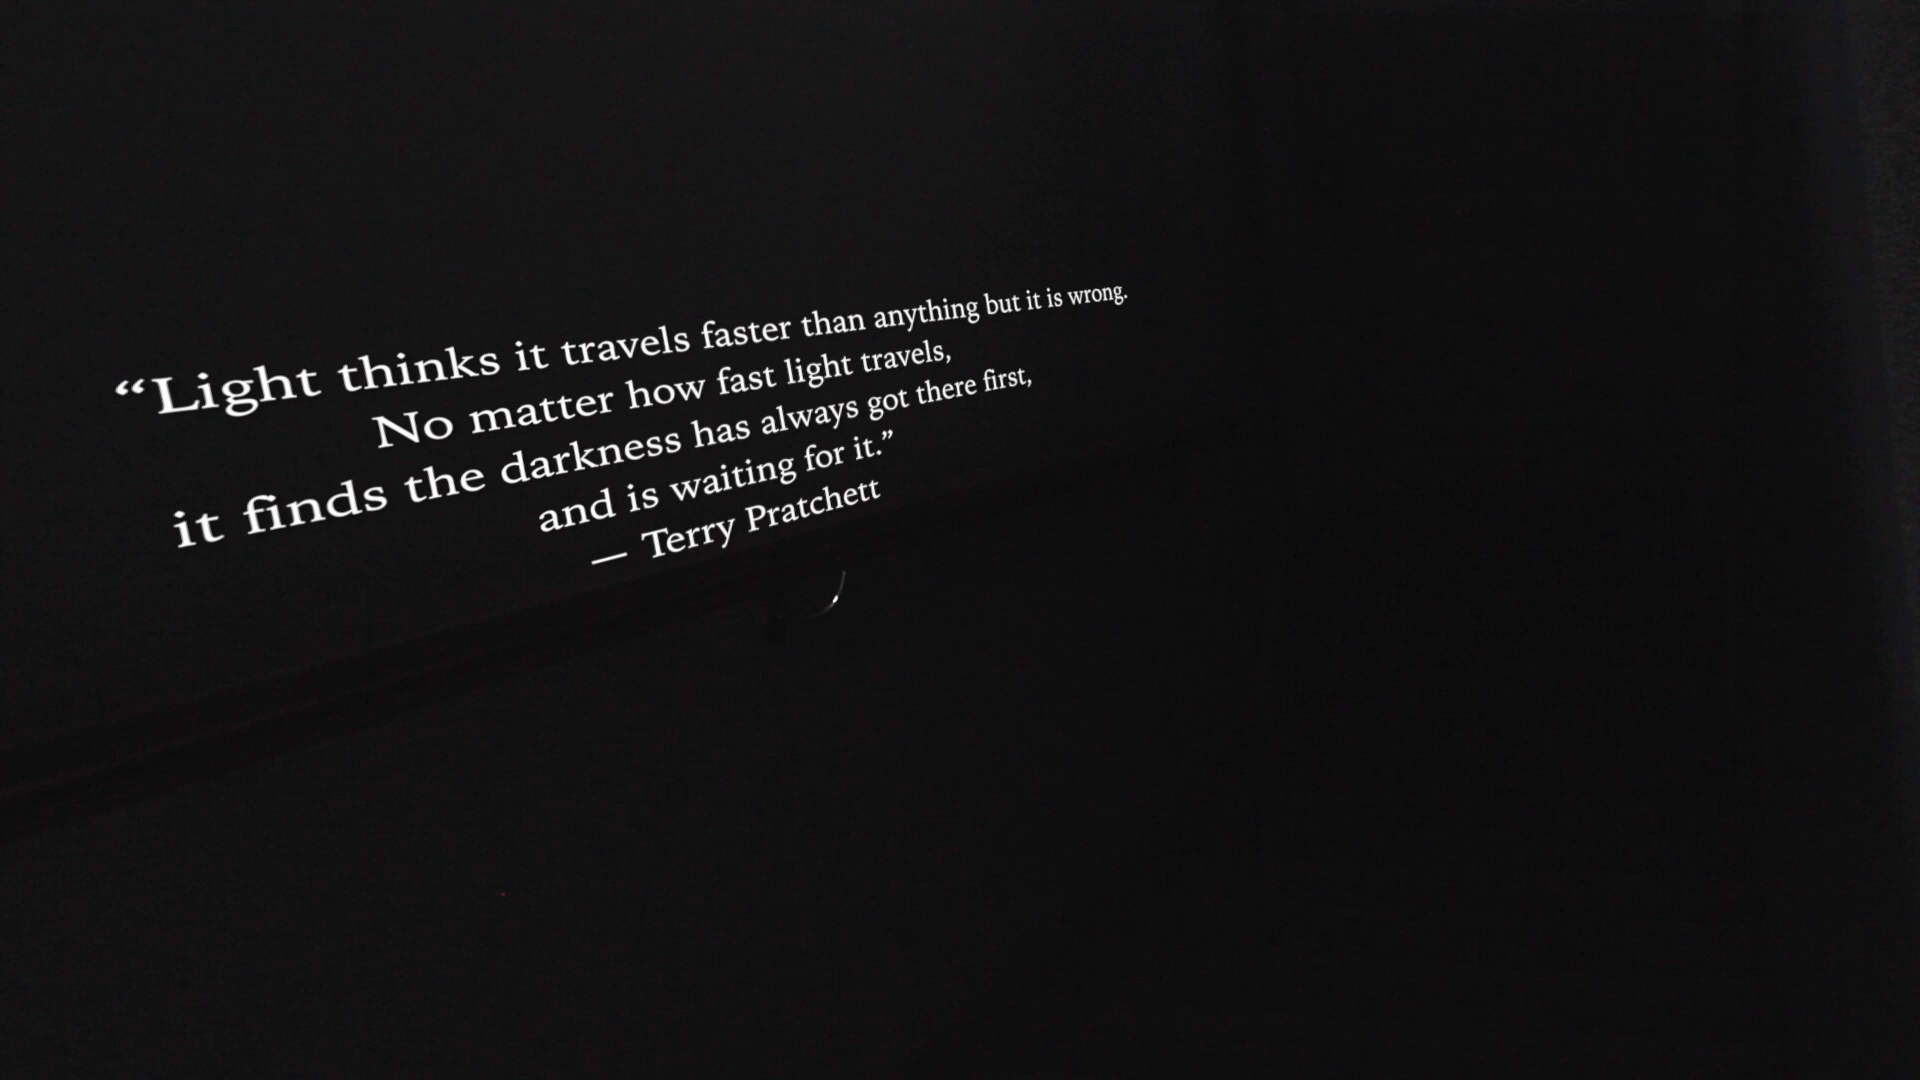 “Light thinks it travels faster than anything but it is wrong.
No matter how fast light travels,
it finds the darkness has always got there first,
and is waiting for it.”
— Terry Pratchett